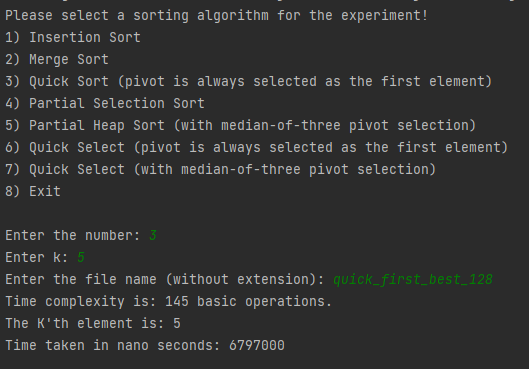 Please select a sorting algorithm for the experiment!
1) Insertion Sort
2) Merge Sort
3) Quick Sort (pivot is always selected as the first element)
4) Partial Selection Sort
5) Partial Heap Sort (with median-of-three pivot selection)
6) Quick Select (pivot is always selected as the first element)
7) Quick Select (with median-of-three pivot selection)
8) Exit
Enter the number: 3
Enter k: 5
Enter the file name (without extension): quick_first_best_128
Time complexity is: 145 basic operations.
The K'th element is: 5
Time taken in nano seconds: 6797000